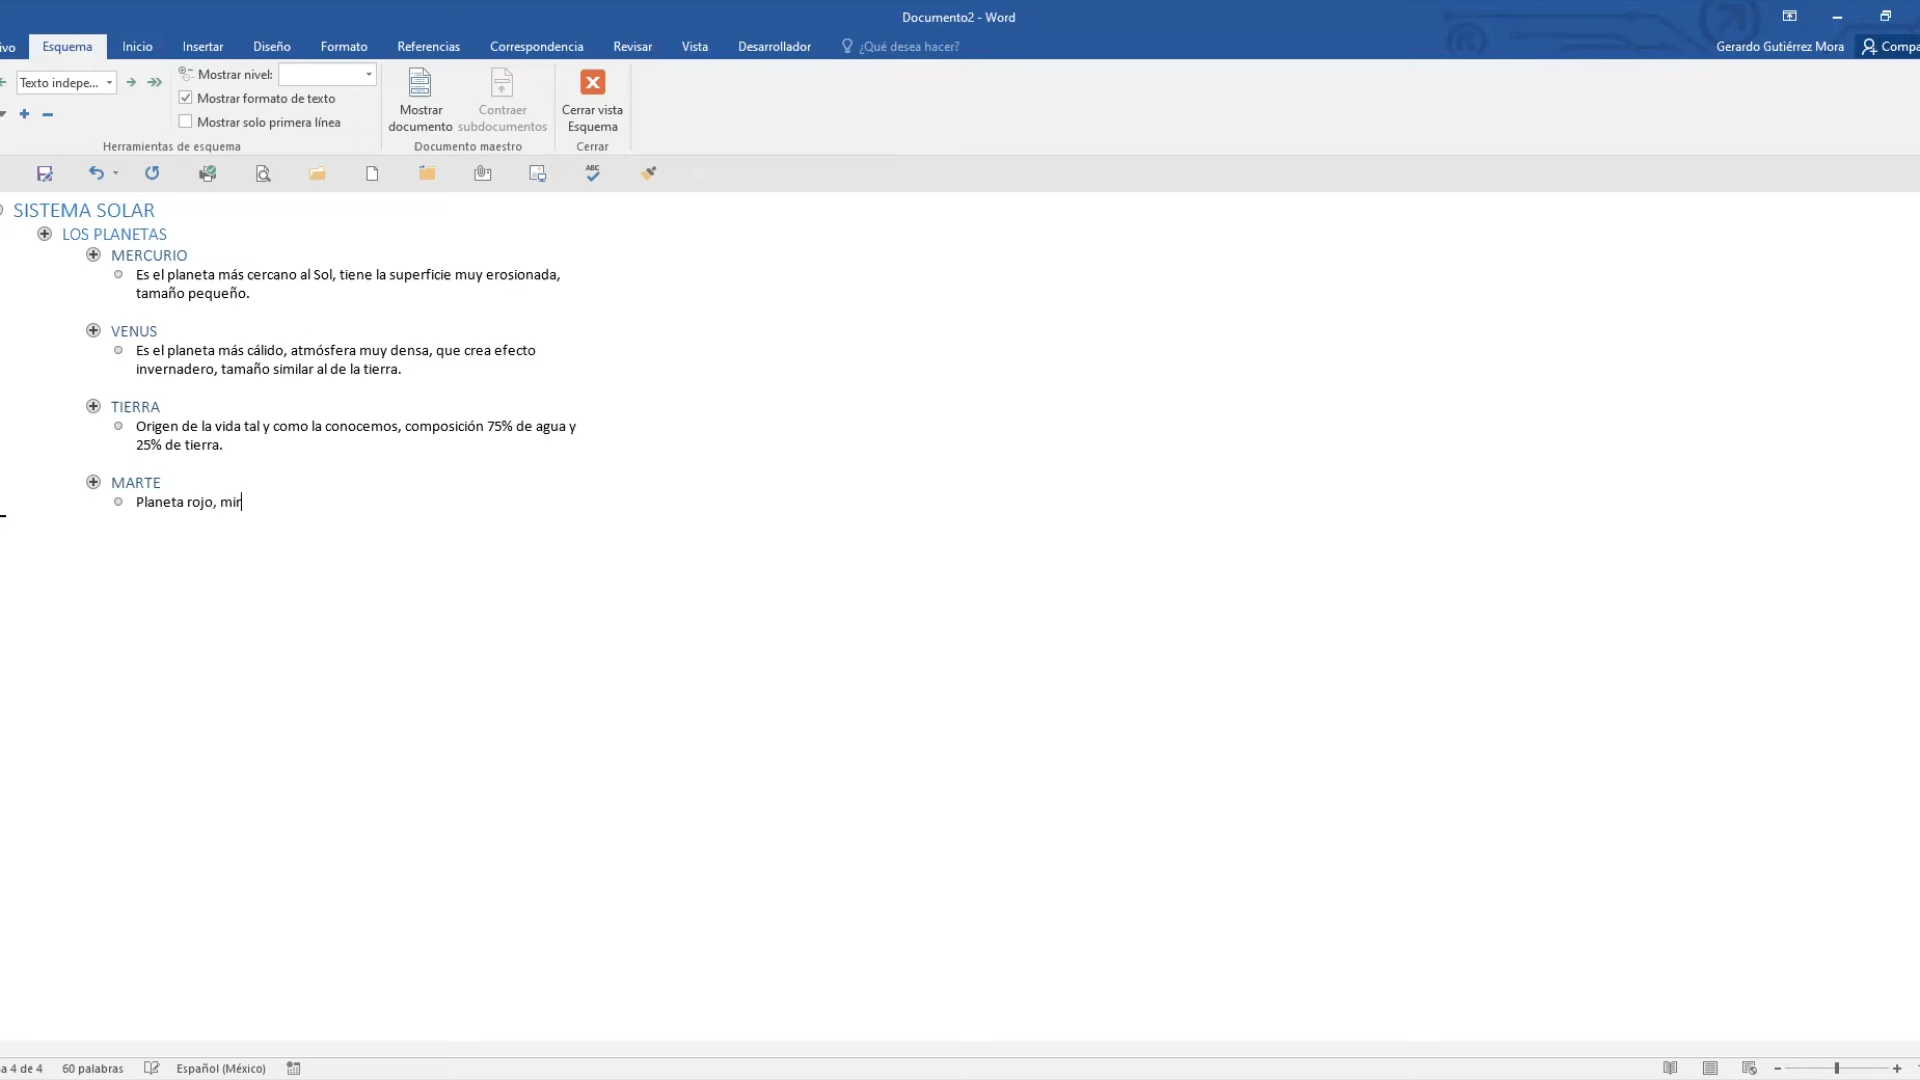 Documento2 - Word
ivo Esquema Inicio Insertar Diseño Formato Referencias Correspondencia Revisar Vista Desarrollador ¿Qué desea hacer? Gerardo Gutiérrez Mora Compa
Texto indepe...
Mostrar nivel:
Mostrar formato de texto
Mostrar solo primera línea
Herramientas de esquema
Mostrar documento
Contraer subdocumentos
Documento maestro
Cerrar vista Esquema
Cerrar
ABC
SISTEMA SOLAR
LOS PLANETAS
MERCURIO
Es el planeta más cercano al Sol, tiene la superficie muy erosionada,
tamaño pequeño.
VENUS
Es el planeta más cálido, atmósfera muy densa, que crea efecto
invernadero, tamaño similar al de la tierra.
TIERRA
Origen de la vida tal y como la conocemos, composición 75% de agua y
25% de tierra.
MARTE
Planeta rojo, mir
a 4 de 4 60 palabras Español (México)